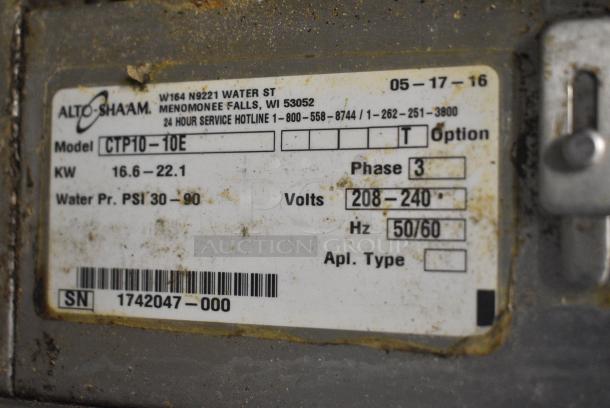 ALTO-SHAAM.
W164 N9221 WATER ST
MENOMONEE FALLS, WI 53052
24 HOUR SERVICE HOTLINE 1-800-558-8744 / 1-262-251-3800
05-17-16
Model CTP10-10E T Option
KW 16.6-22.1 Phase 3
Water Pr. PSI 30-90 Volts 208-240
Hz 50/60
Apl. Type
SN 1742047-000
AUCTION GROUP